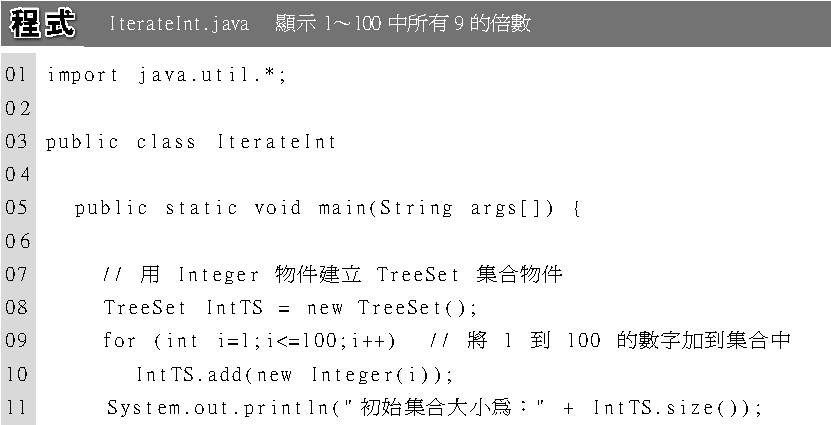 程式 IterateInt.java 顯示 1～100 中所有 9 的倍數
01 import java.util.*;
02
03 public class IterateInt
04
05 public static void main(String args[]) {
06
07 // 用 Integer 物件建立 TreeSet 集合物件
08 TreeSet IntTS = new TreeSet();
09 for (int i=1;i<=100;i++) // 將 1 到 100 的數字加到集合中
10 IntTS.add(new Integer(i));
11 System.out.println("初始集合大小為：" + IntTS.size());